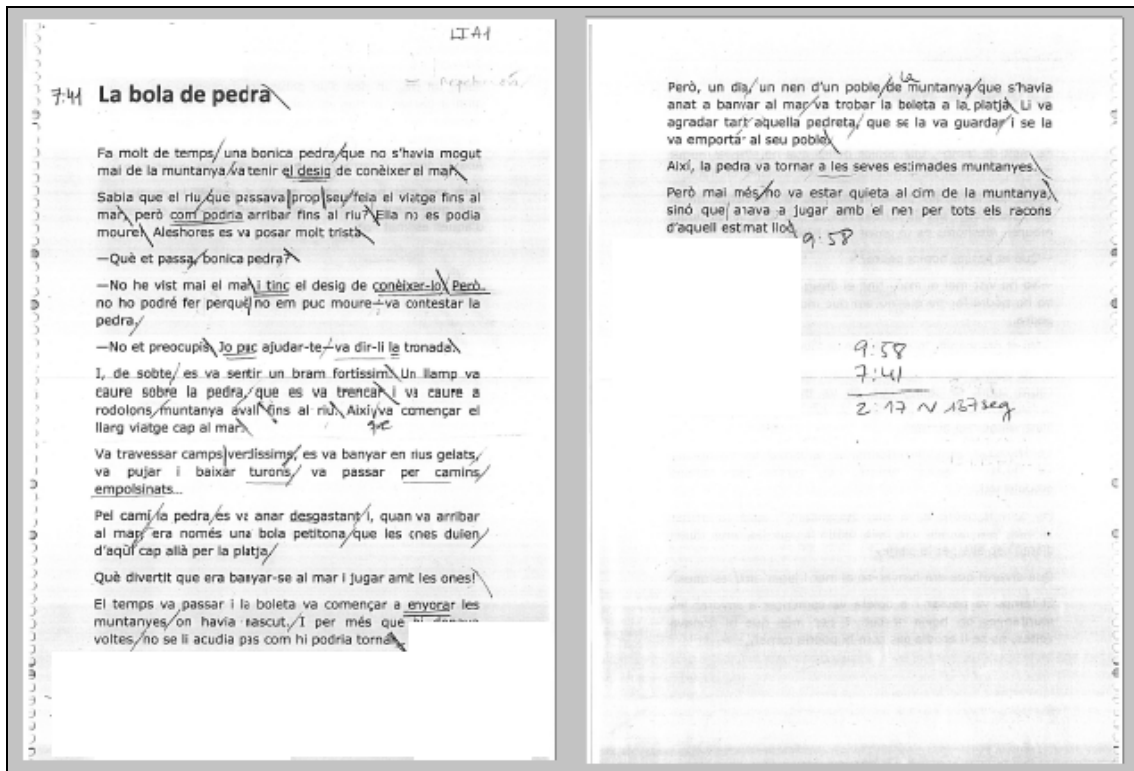 LIA1
7:41 La bola de pedra
Fa molt de temps, una bonica pedra, que no s'havia mogut
mai de la muntanya, va tenir el desig de conèixer el mar.
Sabia que el riu que passava prop seu feia el viatge fins al
mar, però com podria arribar fins al riu? Ella no es podia
moure. Aleshores es va posar molt trista.
—Què et passa, bonica pedra?
—No he vist mai el mar i tinc el desig de conèixer-lo. Però
no ho podré fer perquè no em puc moure —va contestar la
pedra.
—No et preocupis. Jo puc ajudar-te —va dir-li la tronada.
I, de sobte, es va sentir un bram fortíssim. Un llamp va
caure sobre la pedra, que es va trencar i va caure a
rodolons, muntanya avall fins al riu. Així, va començar el
que
llarg viatge cap al mar.
Va travessar camps verdíssims, es va banyar en rius gelats,
va pujar i baixar turons, va passar per camins
empolsinats...
Pel camí la pedra es va anar desgastant i, quan va arribar
al mar, era només una bola petitona que les ones duien
d'aquí cap allà per la platja.
Què divertit que era banyar-se al mar i jugar amb les ones!
El temps va passar i la boleta va començar a enyorar les
muntanyes on havia nascut. I per més que hi donava
voltes, no se li acudia pas com hi podria tornar.
la
Però, un dia, un nen d'un poble de muntanya que s'havia
anat a banyar al mar va trobar la boleta a la platja. Li va
agradar tant aquella pedreta, que se la va guardar i se la
va emportar al seu poble.
Així, la pedra va tornar a les seves estimades muntanyes.
Però mai més no va estar quieta al cim de la muntanya,
sinó que anava a jugar amb el nen per tots els racons
d'aquell estimat lloc.
9:58
9:58
7:41
2:17 ~ 137seg